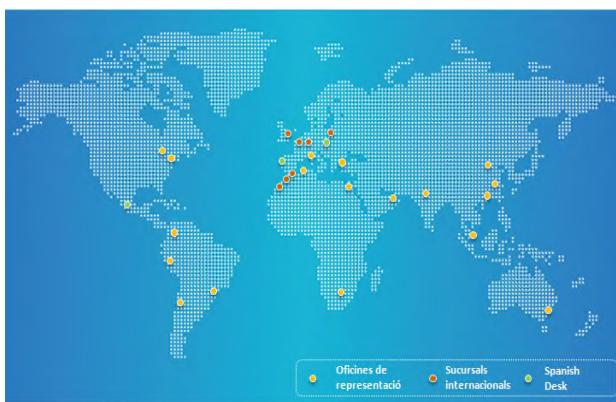 Oficines de
representació
Sucursals
internacionals
Spanish
Desk